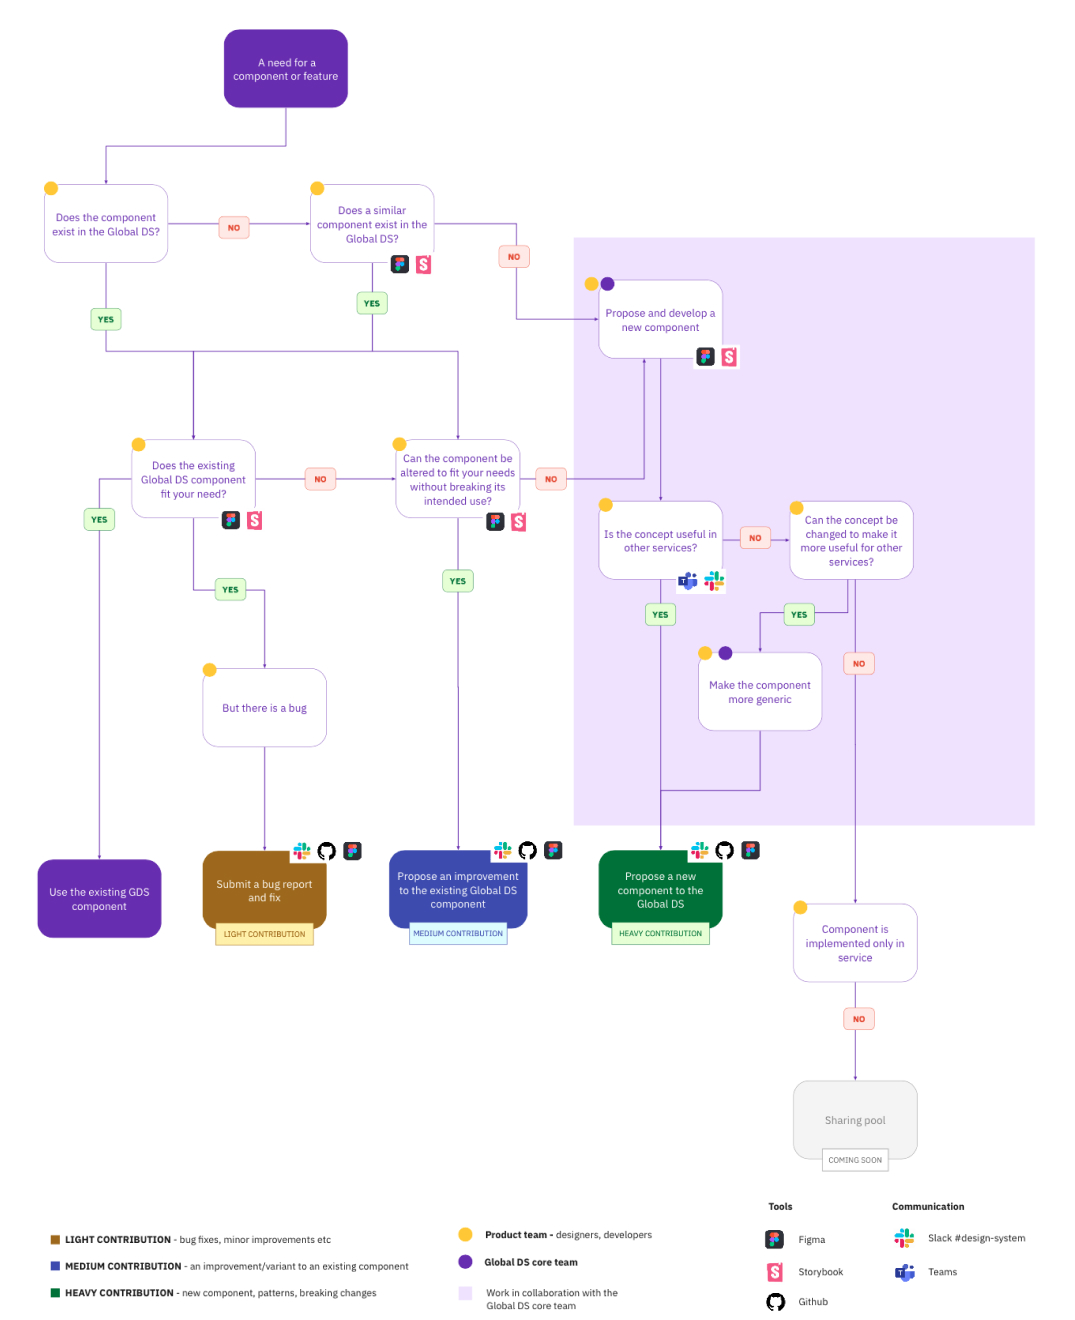 A need for a
component or feature
Does the component
exist in the Global DS?
NO
Does a similar
component exist in the
Global DS?
NO
YES
YES
Propose and develop a
new component
Does the existing
Global DS component
fit your need?
NO
Can the component be
altered to fit your needs
without breaking its
intended use?
NO
YES
YES
YES
Is the concept useful in
other services?
NO
Can the concept be
changed to make it
more useful for other
services?
YES
YES
NO
Make the component
more generic
But there is a bug
Use the existing GDS
component
Submit a bug report
and fix
LIGHT CONTRIBUTION
Propose an improvement
to the existing Global DS
component
MEDIUM CONTRIBUTION
Propose a new
component to the
Global DS
HEAVY CONTRIBUTION
Component is
implemented only in
service
NO
Sharing pool
COMING SOON
LIGHT CONTRIBUTION - bug fixes, minor improvements etc
MEDIUM CONTRIBUTION - an improvement/variant to an existing component
HEAVY CONTRIBUTION - new component, patterns, breaking changes
Product team - designers, developers
Global DS core team
Work in collaboration with the
Global DS core team
Tools
Figma
Storybook
Github
Communication
Slack #design-system
Teams